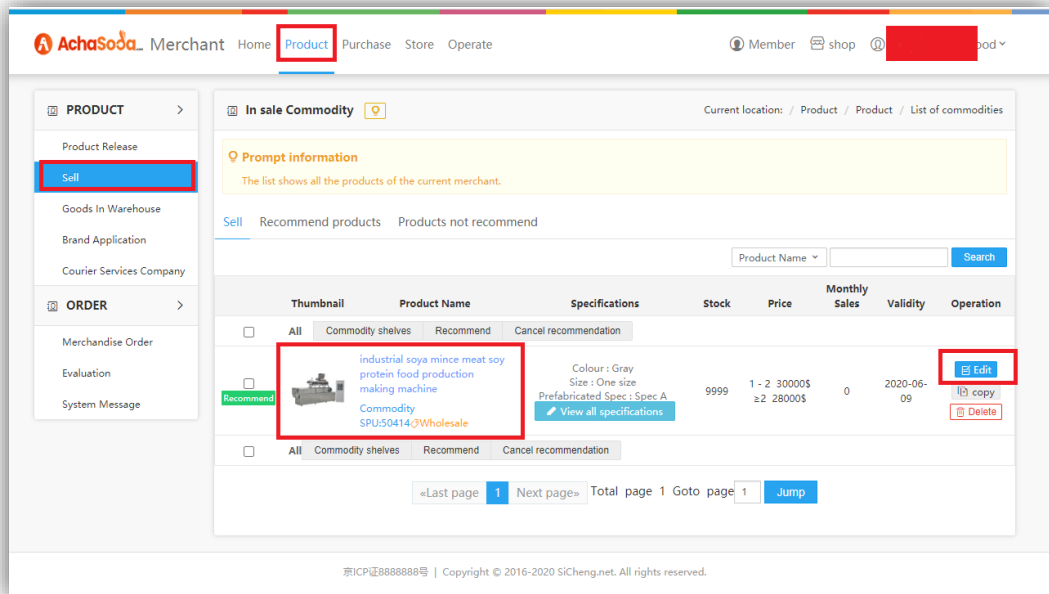 AchaSoda Merchant Home Product Purchase Store Operate Member shop ood
PRODUCT
Product Release
Sell
Goods In Warehouse
Brand Application
Courier Services Company
ORDER
Merchandise Order
Evaluation
System Message
In sale Commodity Current location: / Product / Product / List of commodities
Prompt information
The list shows all the products of the current merchant.
Sell Recommend products Products not recommend
Product Name Search
Thumbnail Product Name Specifications Stock Price Monthly Sales Validity Operation
All Commodity shelves Recommend Cancel recommendation
Recommend
industrial soya mince meat soy
protein food production
making machine
Commodity
SPU:50414 Wholesale
Colour : Gray
Size : One size
Prefabricated Spec : Spec A
View all specifications
9999
1 - 2 30000$
≥2 28000$
0
2020-06-
09
Edit
copy
Delete
All Commodity shelves Recommend Cancel recommendation
«Last page 1 Next page» Total page 1 Goto page 1 Jump
京ICP证8888888号 | Copyright © 2016-2020 SiCheng.net. All rights reserved.